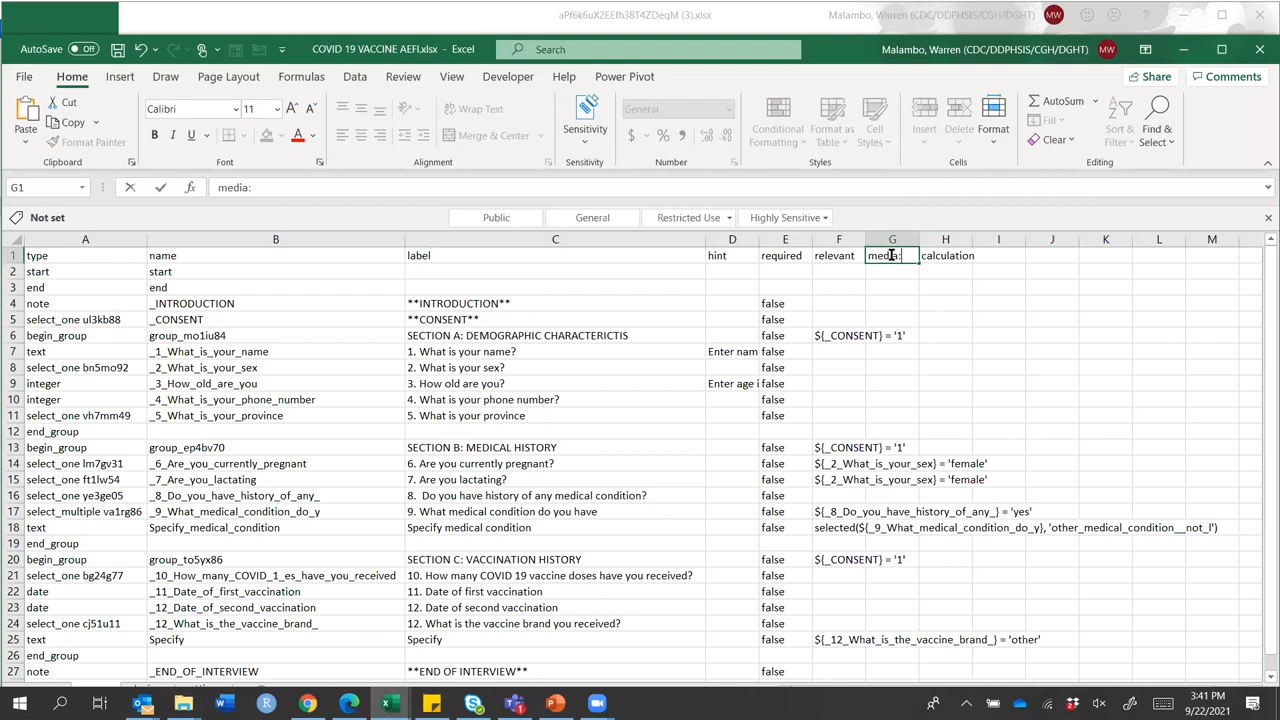 aPf6k6uX2EEfh38T4ZDeqM (3).xlsx Malambo, Warren (CDC/DDPHSIS/CGH/DGHT) MW
AutoSave Off COVID 19 VACCINE AEFI.xlsx - Excel Search Malambo, Warren (CDC/DDPHSIS/CGH/DGHT) MW
File Home Insert Draw Page Layout Formulas Data Review View Developer Help Power Pivot Share Comments
Paste Cut Copy Format Painter
Calibri 11
B I U
Wrap Text
Merge & Center
Sensitivity
General
$ % 9
Conditional Formatting Format as Table Cell Styles
Insert Delete Format
AutoSum Fill Clear Sort & Filter Find & Select
Clipboard Font Alignment Sensitivity Number Styles Cells Editing
G1 fx media:
Not set Public General Restricted Use Highly Sensitive
A B C D E F G H I J K L M
1 type name label hint required relevant media: calculation
2 start start
3 end end
4 note _INTRODUCTION **INTRODUCTION** false
5 select_one ul3kb88 _CONSENT **CONSENT** false
6 begin_group group_mo1iu84 SECTION A: DEMOGRAPHIC CHARACTERICTIS false ${_CONSENT} = '1'
7 text _1_What_is_your_name 1. What is your name? Enter nam false
8 select_one bn5mo92 _2_What_is_your_sex 2. What is your sex? false
9 integer _3_How_old_are_you 3. How old are you? Enter age i false
10 integer _4_What_is_your_phone_number 4. What is your phone number? false
11 select_one vh7mm49 _5_What_is_your_province 5. What is your province false
12 end_group
13 begin_group group_ep4bv70 SECTION B: MEDICAL HISTORY false ${_CONSENT} = '1'
14 select_one lm7gv31 _6_Are_you_currently_pregnant 6. Are you currently pregnant? false ${_2_What_is_your_sex} = 'female'
15 select_one ft1lw54 _7_Are_you_lactating 7. Are you lactating? false ${_2_What_is_your_sex} = 'female'
16 select_one ye3ge05 _8_Do_you_have_history_of_any_ 8. Do you have history of any medical condition? false
17 select_multiple va1rg86 _9_What_medical_condition_do_y 9. What medical condition do you have false ${_8_Do_you_have_history_of_any_} = 'yes'
18 text Specify_medical_condition Specify medical condition false selected(${_9_What_medical_condition_do_y}, 'other_medical_condition__not_l')
19 end_group
20 begin_group group_to5yx86 SECTION C: VACCINATION HISTORY false ${_CONSENT} = '1'
21 select_one bg24g77 _10_How_many_COVID_1_es_have_you_received 10. How many COVID 19 vaccine doses have you received? false
22 date _11_Date_of_first_vaccination 11. Date of first vaccination false
23 date _12_Date_of_second_vaccination 12. Date of second vaccination false
24 select_one cj51u11 _12_What_is_the_vaccine_brand_ 12. What is the vaccine brand you received? false
25 text Specify Specify false ${_12_What_is_the_vaccine_brand_} = 'other'
26 end_group
27 note _END_OF_INTERVIEW **END OF INTERVIEW** false
3:41 PM
9/22/2021